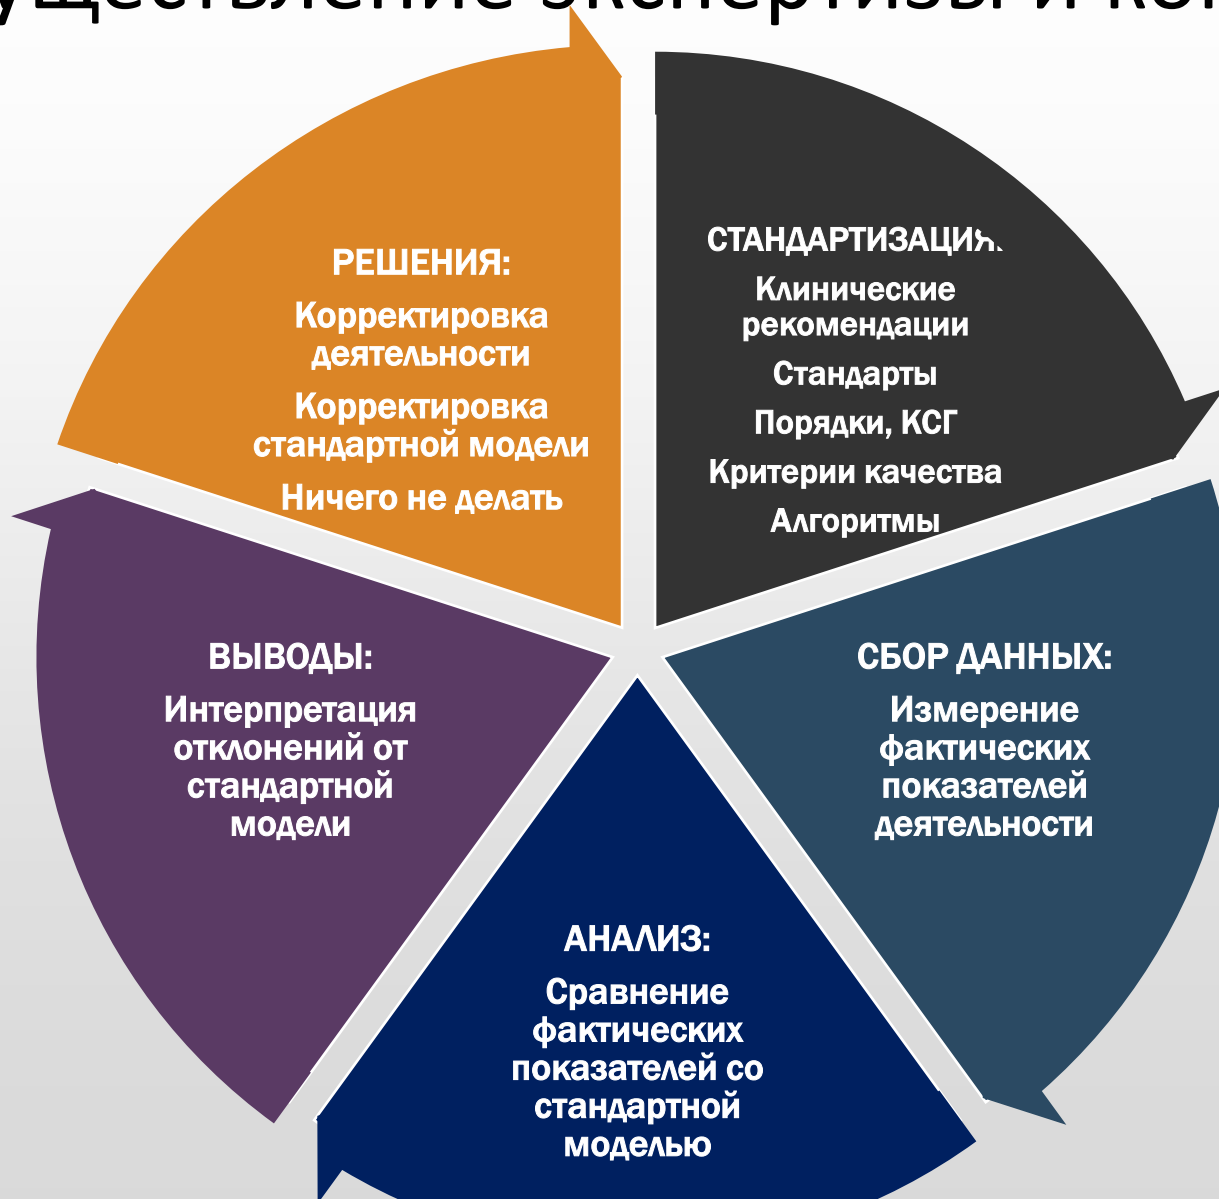 РЕШЕНИЯ:
Корректировка
деятельности
Корректировка
стандартной модели
Ничего не делать
СТАНДАРТИЗАЦИЯ:
Клинические
рекомендации
Стандарты
Порядки, КСГ
Критерии качества
Алгоритмы
СБОР ДАННЫХ:
Измерение
фактических
показателей
деятельности
АНАЛИЗ:
Сравнение
фактических
показателей со
стандартной
моделью
ВЫВОДЫ:
Интерпретация
отклонений от
стандартной
модели